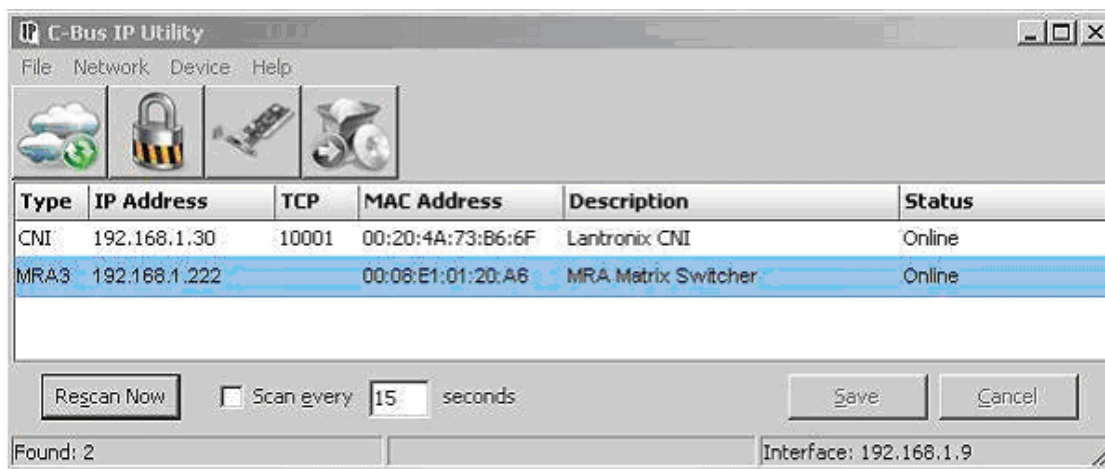 C-Bus IP Utility
File Network Device Help
Type IP Address TCP MAC Address Description Status
CNI 192.168.1.30 10001 00:20:4A:73:B6:6F Lantronix CNI Online
MRA3 192.168.1.222 00:08:E1:01:20:A6 MRA Matrix Switcher Online
Rescan Now Scan every 15 seconds Save Cancel
Found: 2 Interface: 192.168.1.9